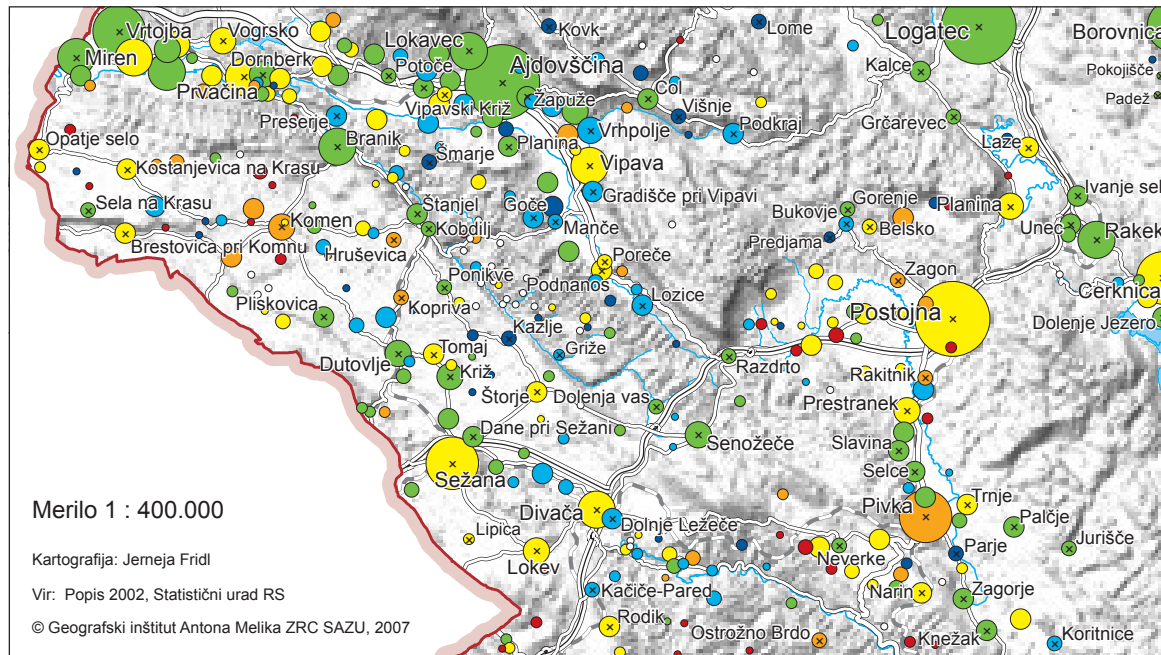 Vrtojba
Vogrsko
Lokavec
Kovk
Lome
Logatec
Borovnica
Miren
Dornberk
Potoče
Ajdovščina
Kalce
Pokojišče
Prvačina
Žapuže
Col
Padež
Vipavski Križ
Višnje
Prešerje
Vrhpolje
Podkraj
Grčarevec
Opatje selo
Branik
Šmarje
Planina
Laže
Kostanjevica na Krasu
Vipava
Gradišče pri Vipavi
Ivanje sel
Sela na Krasu
Štanjel
Goče
Gorenje
Planina
Komen
Kobdilj
Manče
Bukovje
Belsko
Unec
Rakek
Brestovica pri Komnu
Hruševica
Predjama
Poreče
Ponikve
Podnanos
Zagon
Cerknica
Pliskovica
Kopriva
Lozice
Postojna
Dolenje Jezero
Kazlje
Tomaj
Griže
Dutovlje
Razdrto
Križ
Rakitnik
Štorje
Dolenja vas
Prestranek
Dane pri Sežani
Senožeče
Slavina
Sežana
Selce
Merilo 1 : 400.000
Divača
Pivka
Trnje
Lipica
Dolnje Ležeče
Palčje
Kartografija: Jerneja Fridl
Lokev
Neverke
Parje
Jurišče
Vir: Popis 2002, Statistični urad RS
Kačiče-Pared
Narin
Zagorje
© Geografski inštitut Antona Melika ZRC SAZU, 2007
Rodik
Ostrožno Brdo
Knežak
Koritnice